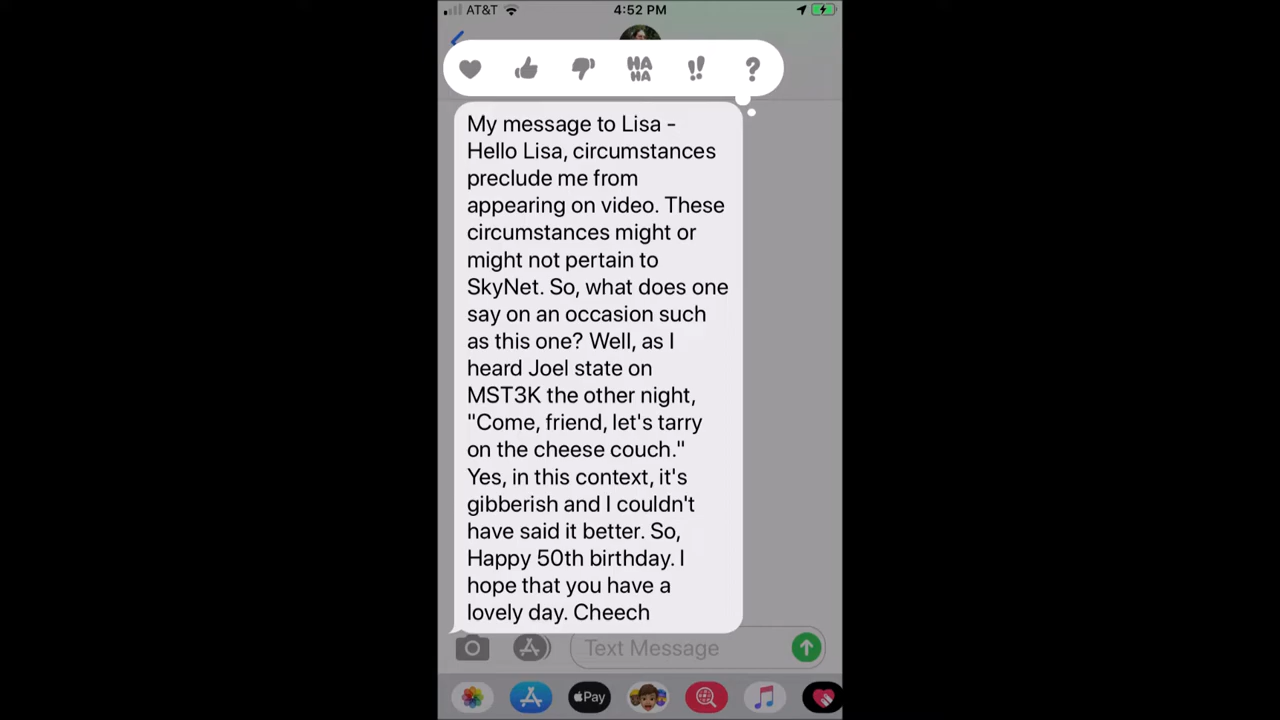 AT&T 4:52 PM
HA
HA
!!
?
My message to Lisa -
Hello Lisa, circumstances
preclude me from
appearing on video. These
circumstances might or
might not pertain to
SkyNet. So, what does one
say on an occasion such
as this one? Well, as I
heard Joel state on
MST3K the other night,
"Come, friend, let's tarry
on the cheese couch."
Yes, in this context, it's
gibberish and I couldn't
have said it better. So,
Happy 50th birthday. I
hope that you have a
lovely day. Cheech
Text Message
Pay